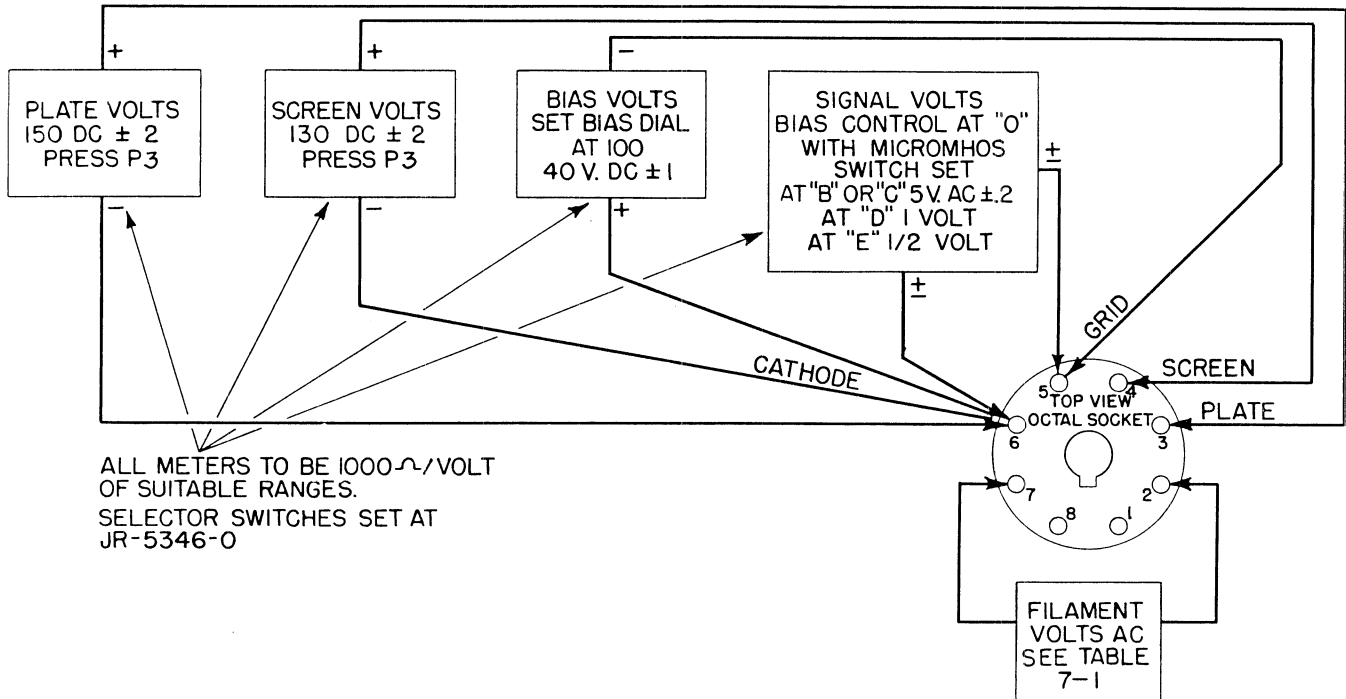 +
PLATE VOLTS
150 DC ± 2
PRESS P3
−
+
SCREEN VOLTS
130 DC ± 2
PRESS P3
−
−
BIAS VOLTS
SET BIAS DIAL
AT 100
40 V. DC ± 1
+
SIGNAL VOLTS
BIAS CONTROL AT "O"
WITH MICROMHOS
SWITCH SET
AT "B" OR "C" 5V. AC ±.2
AT "D" 1 VOLT
AT "E" 1/2 VOLT
±
±
GRID
CATHODE
SCREEN
PLATE
5
4
TOP VIEW
OCTAL SOCKET
6
3
7
2
8
1
ALL METERS TO BE 1000-Ω-/VOLT
OF SUITABLE RANGES.
SELECTOR SWITCHES SET AT
JR-5346-0
FILAMENT
VOLTS AC
SEE TABLE
7-1